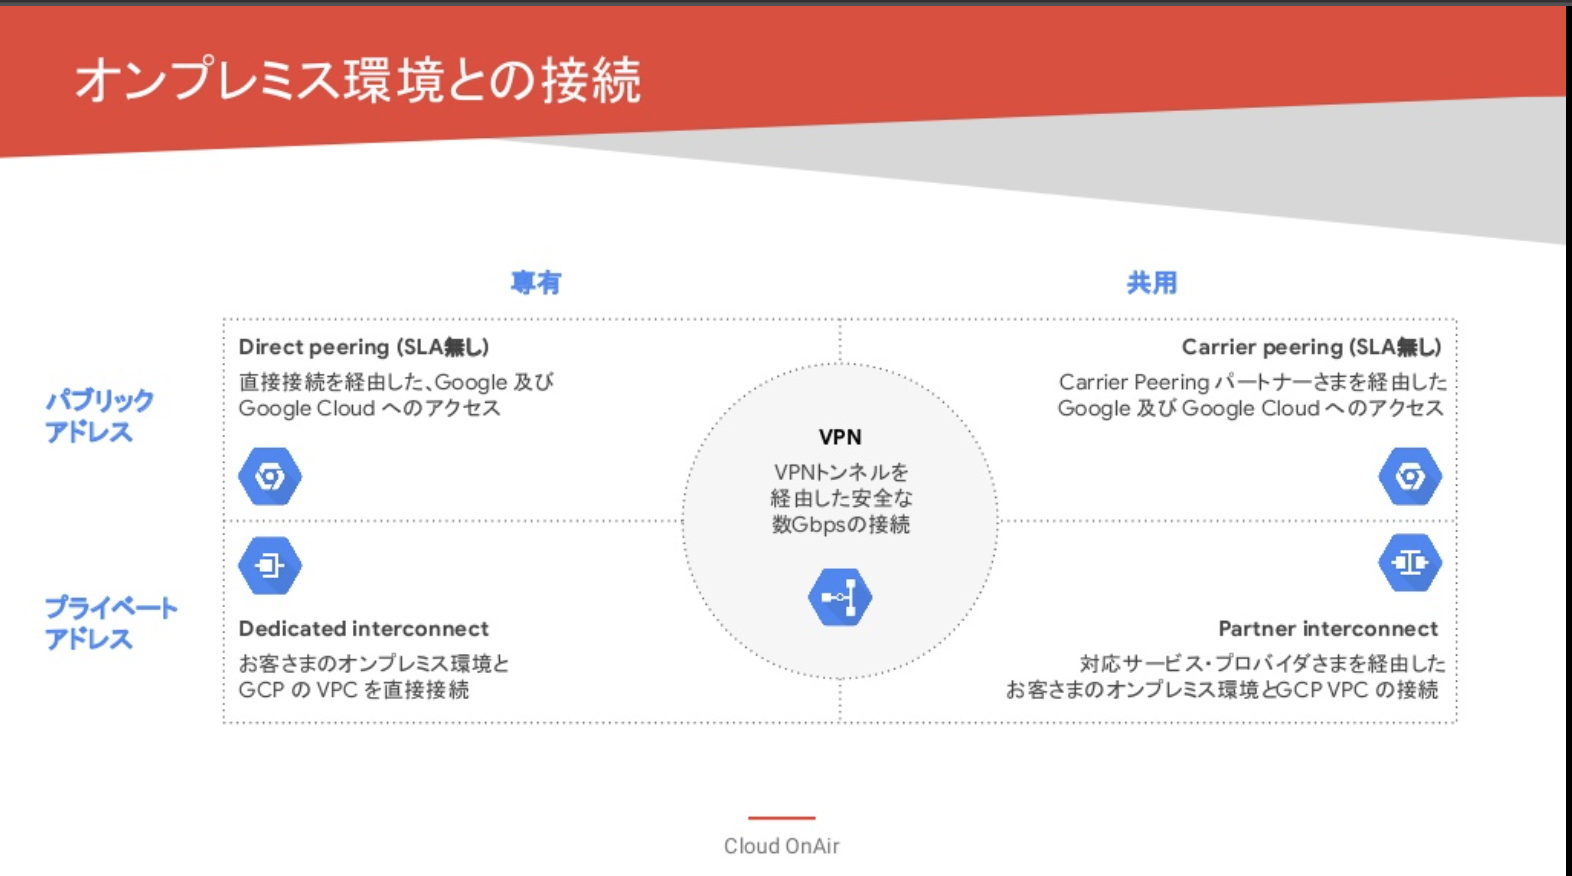 オンプレミス環境との接続
専有
共用
パブリック
アドレス
Direct peering (SLA無し)
直接接続を経由した、Google 及び
Google Cloud へのアクセス
Carrier peering (SLA無し)
Carrier Peering パートナーさまを経由した
Google 及び Google Cloud へのアクセス
VPN
VPNトンネルを
経由した安全な
数Gbpsの接続
プライベート
アドレス
Dedicated interconnect
お客さまのオンプレミス環境と
GCP の VPC を直接接続
Partner interconnect
対応サービス・プロバイダさまを経由した
お客さまのオンプレミス環境とGCP VPC の接続
Cloud OnAir